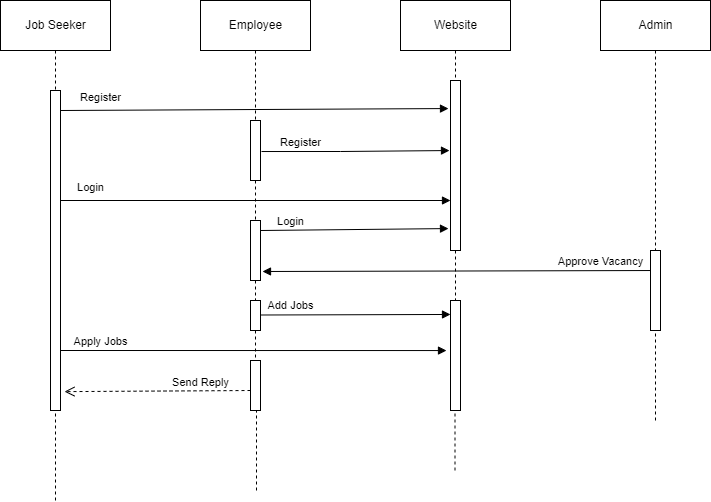 Job Seeker
Employee
Website
Admin
Register
Register
Login
Login
Approve Vacancy
Add Jobs
Apply Jobs
Send Reply